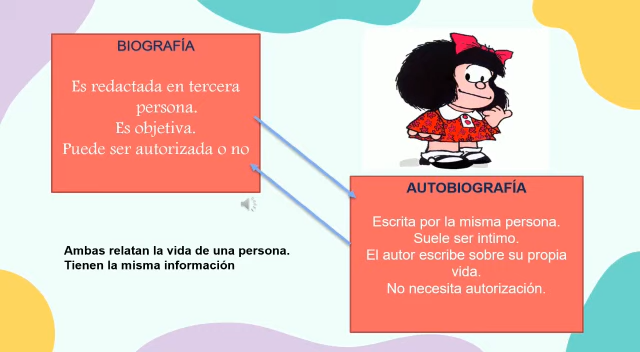 BIOGRAFÍA
Es redactada en tercera
persona.
Es objetiva.
Puede ser autorizada o no
AUTOBIOGRAFÍA
Escrita por la misma persona.
Suele ser intimo.
El autor escribe sobre su propia
vida.
No necesita autorización.
Ambas relatan la vida de una persona.
Tienen la misma información